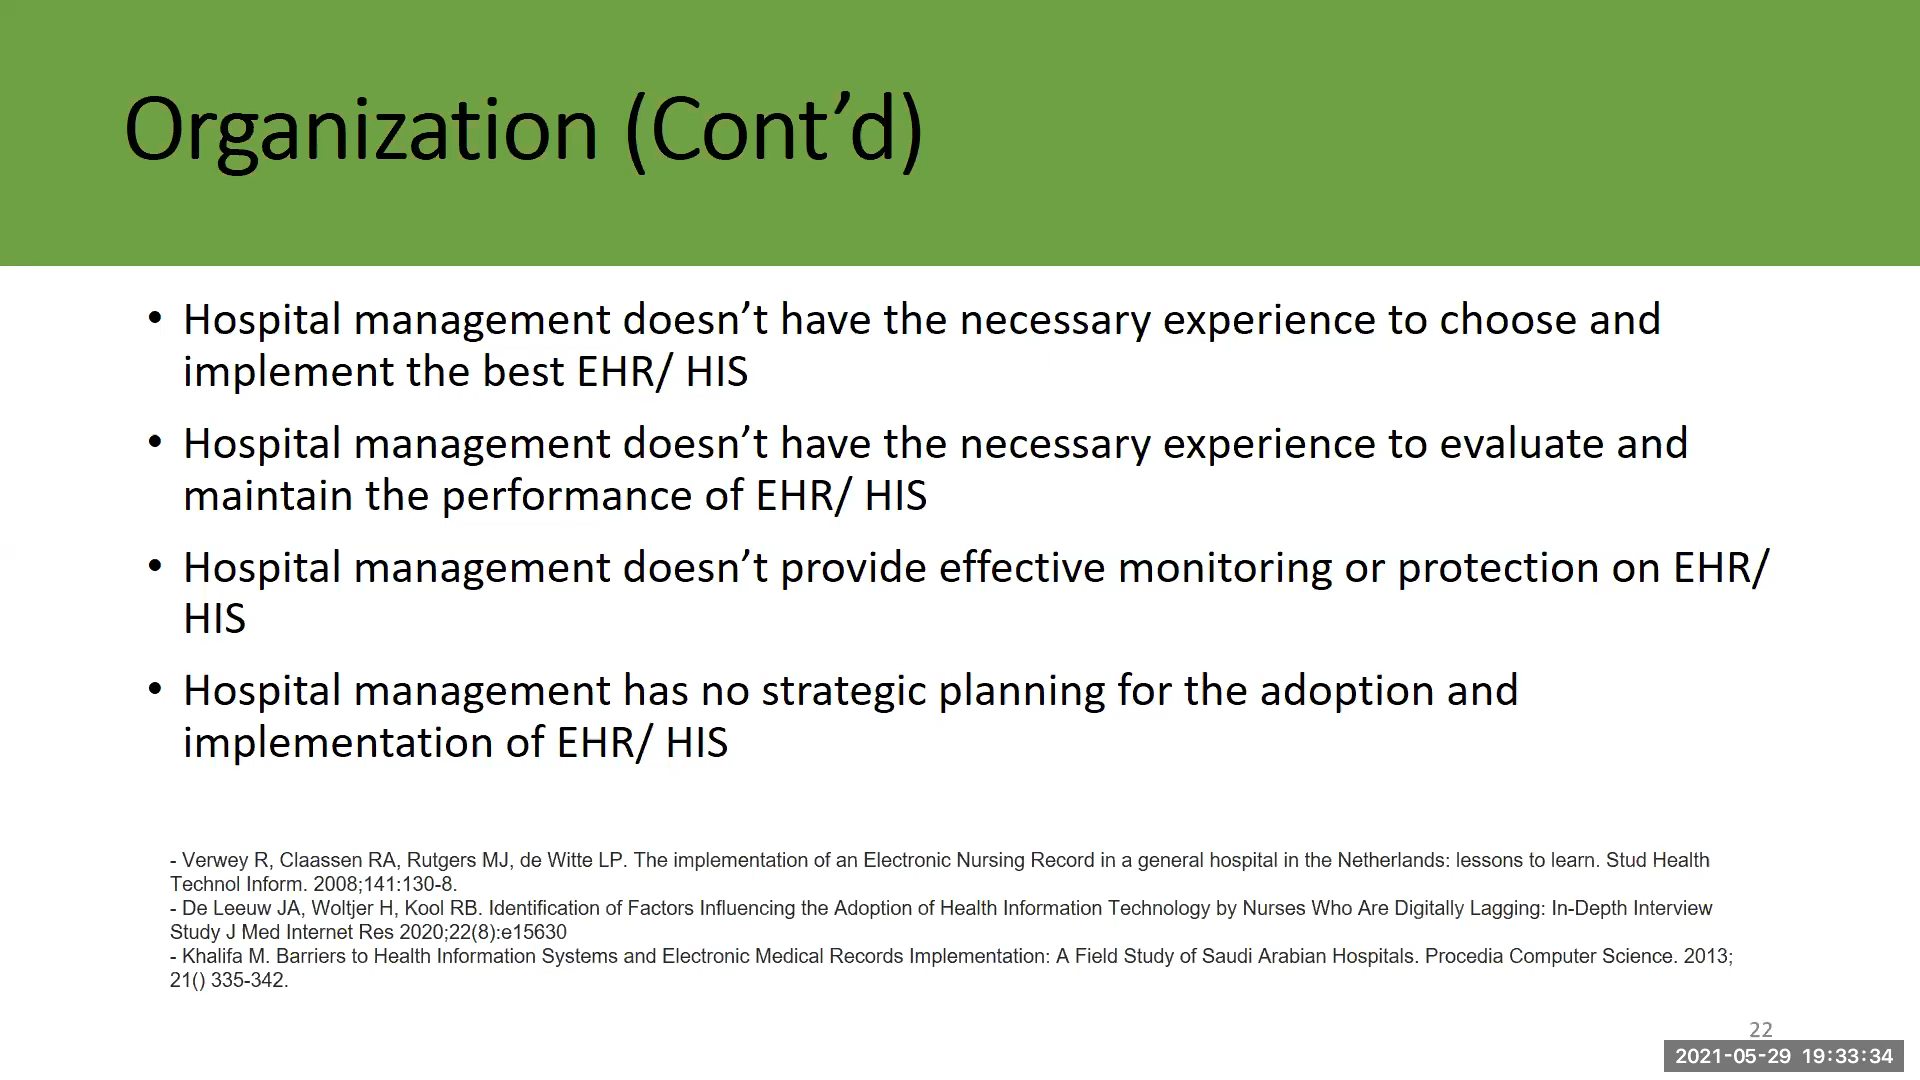 Organization (Cont’d)
• Hospital management doesn’t have the necessary experience to choose and
implement the best EHR/ HIS
• Hospital management doesn’t have the necessary experience to evaluate and
maintain the performance of EHR/ HIS
• Hospital management doesn’t provide effective monitoring or protection on EHR/
HIS
• Hospital management has no strategic planning for the adoption and
implementation of EHR/ HIS
- Verwey R, Claassen RA, Rutgers MJ, de Witte LP. The implementation of an Electronic Nursing Record in a general hospital in the Netherlands: lessons to learn. Stud Health
Technol Inform. 2008;141:130-8.
- De Leeuw JA, Woltjer H, Kool RB. Identification of Factors Influencing the Adoption of Health Information Technology by Nurses Who Are Digitally Lagging: In-Depth Interview
Study J Med Internet Res 2020;22(8):e15630
- Khalifa M. Barriers to Health Information Systems and Electronic Medical Records Implementation: A Field Study of Saudi Arabian Hospitals. Procedia Computer Science. 2013;
21() 335-342.
22
2021-05-29 19:33:34